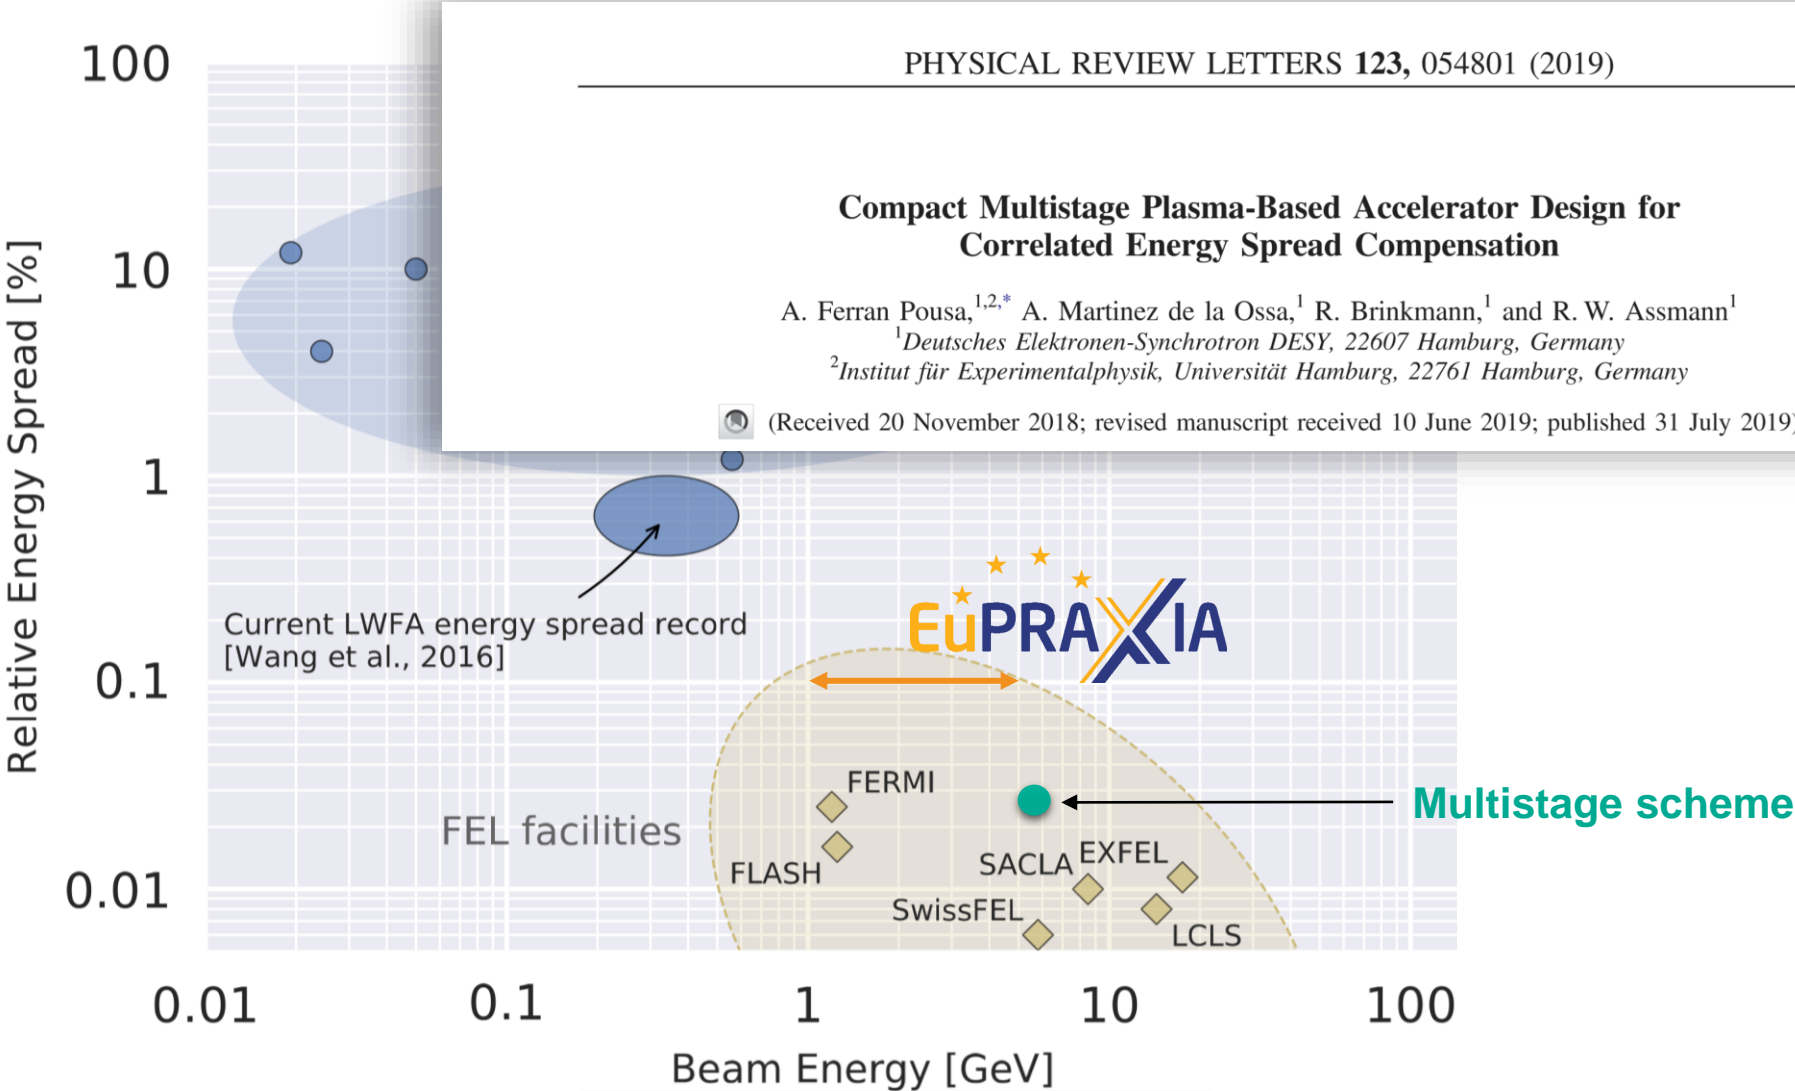 PHYSICAL REVIEW LETTERS 123, 054801 (2019)
Compact Multistage Plasma-Based Accelerator Design for
Correlated Energy Spread Compensation
A. Ferran Pousa,1,2,* A. Martinez de la Ossa,1 R. Brinkmann,1 and R. W. Assmann1
1Deutsches Elektronen-Synchrotron DESY, 22607 Hamburg, Germany
2Institut für Experimentalphysik, Universität Hamburg, 22761 Hamburg, Germany
(Received 20 November 2018; revised manuscript received 10 June 2019; published 31 July 2019)
Relative Energy Spread [%]
100
10
1
0.1
0.01
Current LWFA energy spread record
[Wang et al., 2016]
EuPRAXIA
FERMI
FEL facilities
FLASH
Multistage scheme
SACLA
EXFEL
SwissFEL
LCLS
0.01
0.1
1
10
100
Beam Energy [GeV]